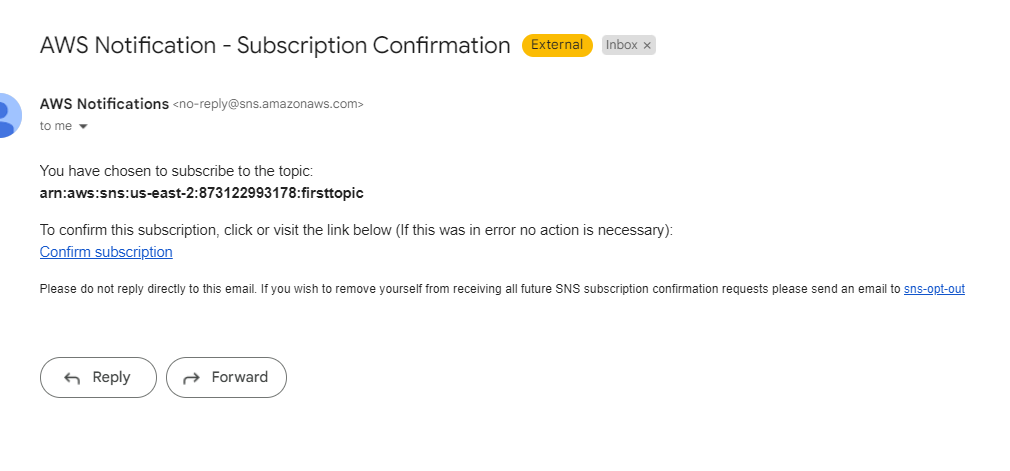 AWS Notification - Subscription Confirmation External Inbox ×
AWS Notifications <no-reply@sns.amazonaws.com>
to me
You have chosen to subscribe to the topic:
arn:aws:sns:us-east-2:873122993178:firsttopic
To confirm this subscription, click or visit the link below (If this was in error no action is necessary):
Confirm subscription
Please do not reply directly to this email. If you wish to remove yourself from receiving all future SNS subscription confirmation requests please send an email to sns-opt-out
Reply Forward